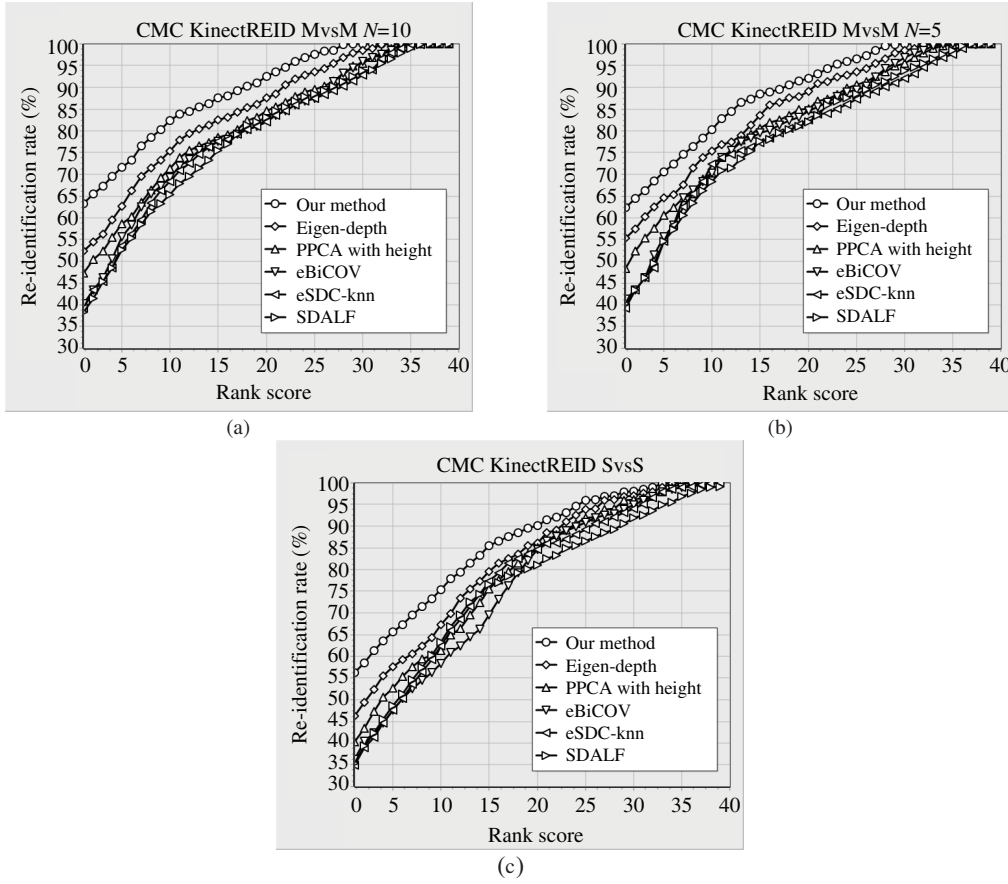 CMC KinectREID MvsM N=10
Re-identification rate (%)
100
95
90
85
80
75
70
65
60
55
50
45
40
35
30
Our method
Eigen-depth
PPCA with height
eBiCOV
eSDC-knn
SDALF
0 5 10 15 20 25 30 35 40
Rank score
(a)
CMC KinectREID MvsM N=5
Re-identification rate (%)
100
95
90
85
80
75
70
65
60
55
50
45
40
35
30
Our method
Eigen-depth
PPCA with height
eBiCOV
eSDC-knn
SDALF
0 5 10 15 20 25 30 35 40
Rank score
(b)
CMC KinectREID SvsS
Re-identification rate (%)
100
95
90
85
80
75
70
65
60
55
50
45
40
35
30
Our method
Eigen-depth
PPCA with height
eBiCOV
eSDC-knn
SDALF
0 5 10 15 20 25 30 35 40
Rank score
(c)